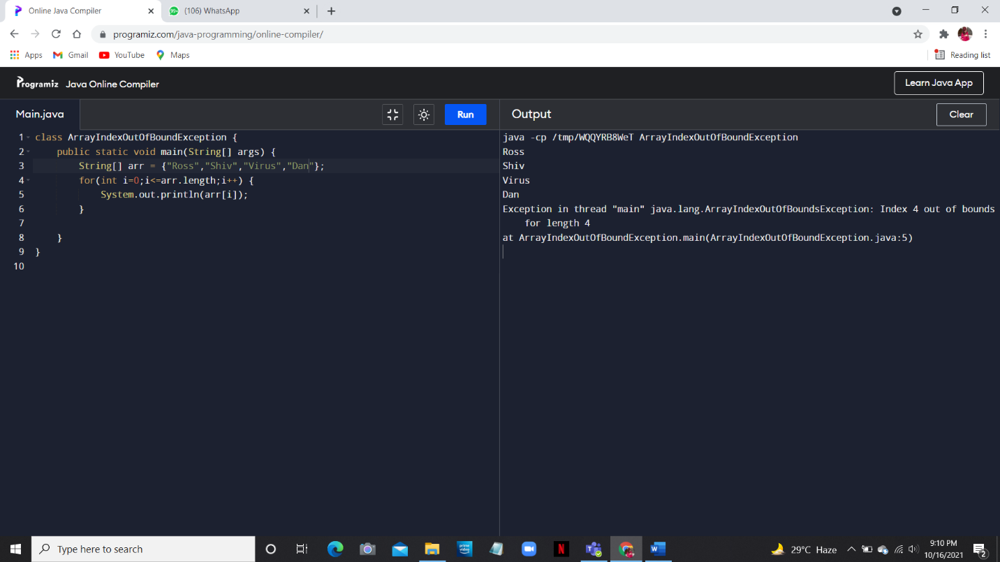 Online Java Compiler
99+ (106) WhatsApp
programiz.com/java-programming/online-compiler/
Apps Gmail YouTube Maps Reading list
Programiz Java Online Compiler Learn Java App
Main.java Run Output Clear
1 class ArrayIndexOutOfBoundException {
2 public static void main(String[] args) {
3 String[] arr = {"Ross","Shiv","Virus","Dan"};
4 for(int i=0;i<=arr.length;i++) {
5 System.out.println(arr[i]);
6 }
7
8 }
9 }
10
java -cp /tmp/WQQYRB8WeT ArrayIndexOutOfBoundException
Ross
Shiv
Virus
Dan
Exception in thread "main" java.lang.ArrayIndexOutOfBoundsException: Index 4 out of bounds
for length 4
at ArrayIndexOutOfBoundException.main(ArrayIndexOutOfBoundException.java:5)
Type here to search
prime video
N
W
29°C Haze
9:10 PM
10/16/2021
2